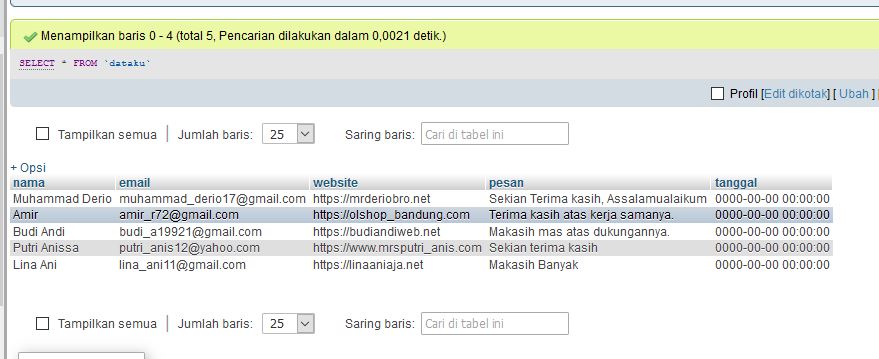 Menampilkan baris 0 - 4 (total 5, Pencarian dilakukan dalam 0,0021 detik.)
SELECT * FROM `dataku`
Profil [Edit dikotak] [ Ubah ]
Tampilkan semua | Jumlah baris: 25 Saring baris: Cari di tabel ini
+ Opsi
nama email website pesan tanggal
Muhammad Derio muhammad_derio17@gmail.com https://mrderiobro.net Sekian Terima kasih, Assalamualaikum 0000-00-00 00:00:00
Amir amir_r72@gmail.com https://olshop_bandung.com Terima kasih atas kerja samanya. 0000-00-00 00:00:00
Budi Andi budi_a19921@gmail.com https://budiandiweb.net Makasih mas atas dukungannya. 0000-00-00 00:00:00
Putri Anissa putri_anis12@yahoo.com https://www.mrsputri_anis.com Sekian terima kasih 0000-00-00 00:00:00
Lina Ani lina_ani11@gmail.com https://linaaniaja.net Makasih Banyak 0000-00-00 00:00:00
Tampilkan semua | Jumlah baris: 25 Saring baris: Cari di tabel ini